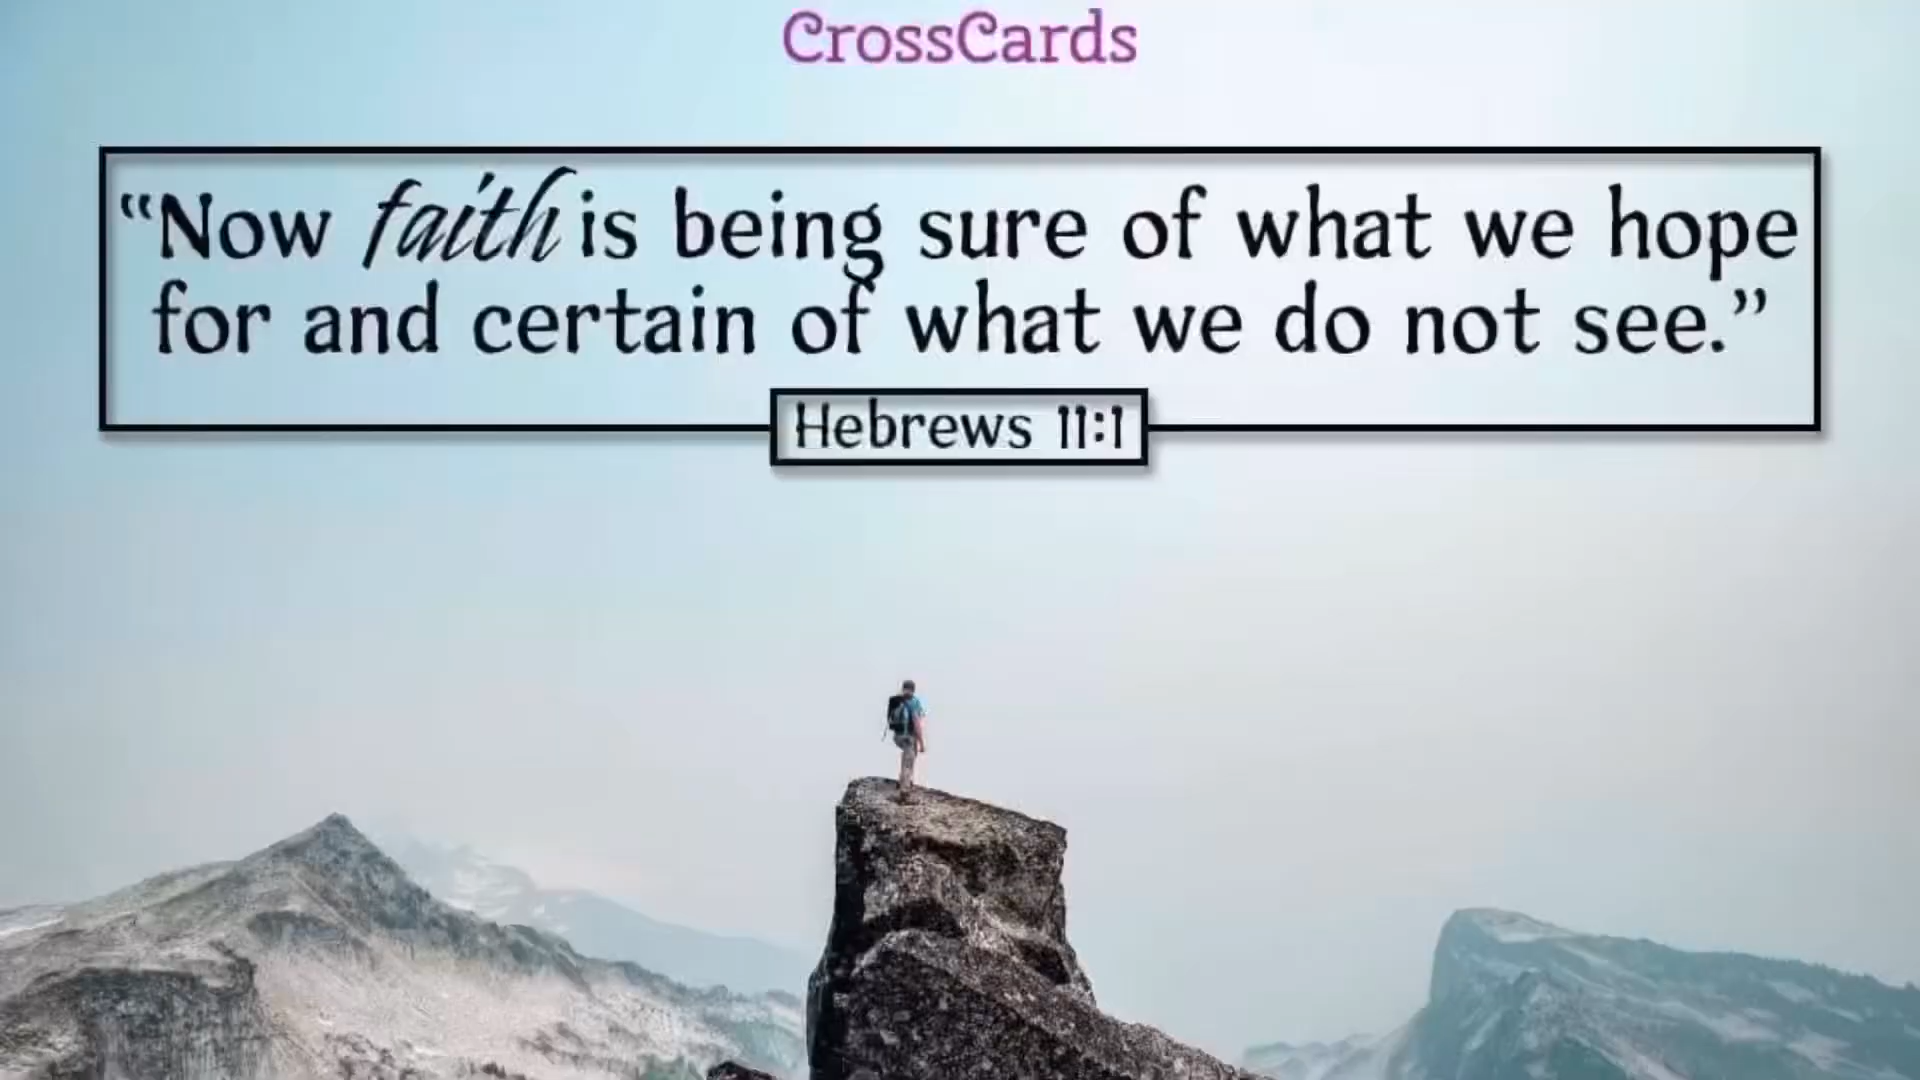 CrossCards
“Now faith is being sure of what we hope
for and certain of what we do not see.”
Hebrews 11:1